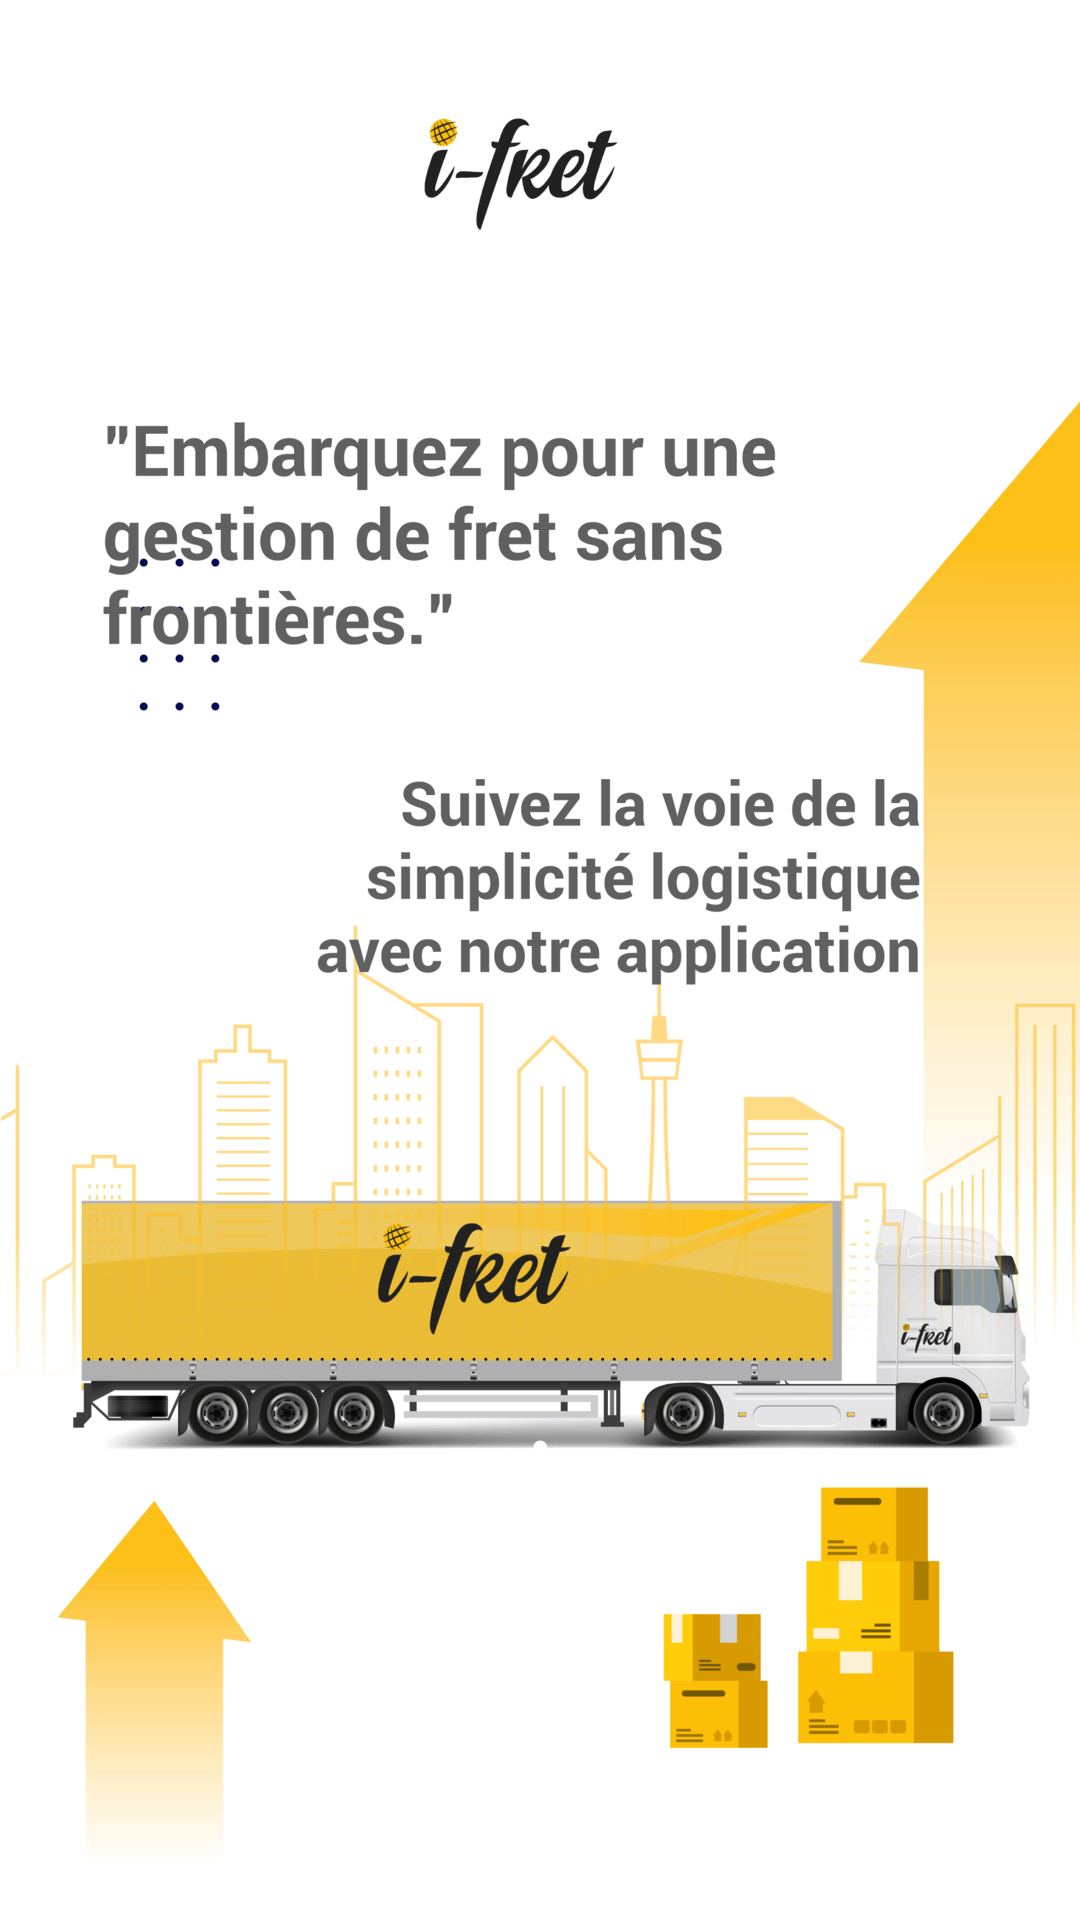 i-fret
"Embarquez pour une
gestion de fret sans
frontières."
Suivez la voie de la
simplicité logistique
avec notre application
i-fret
i-fret